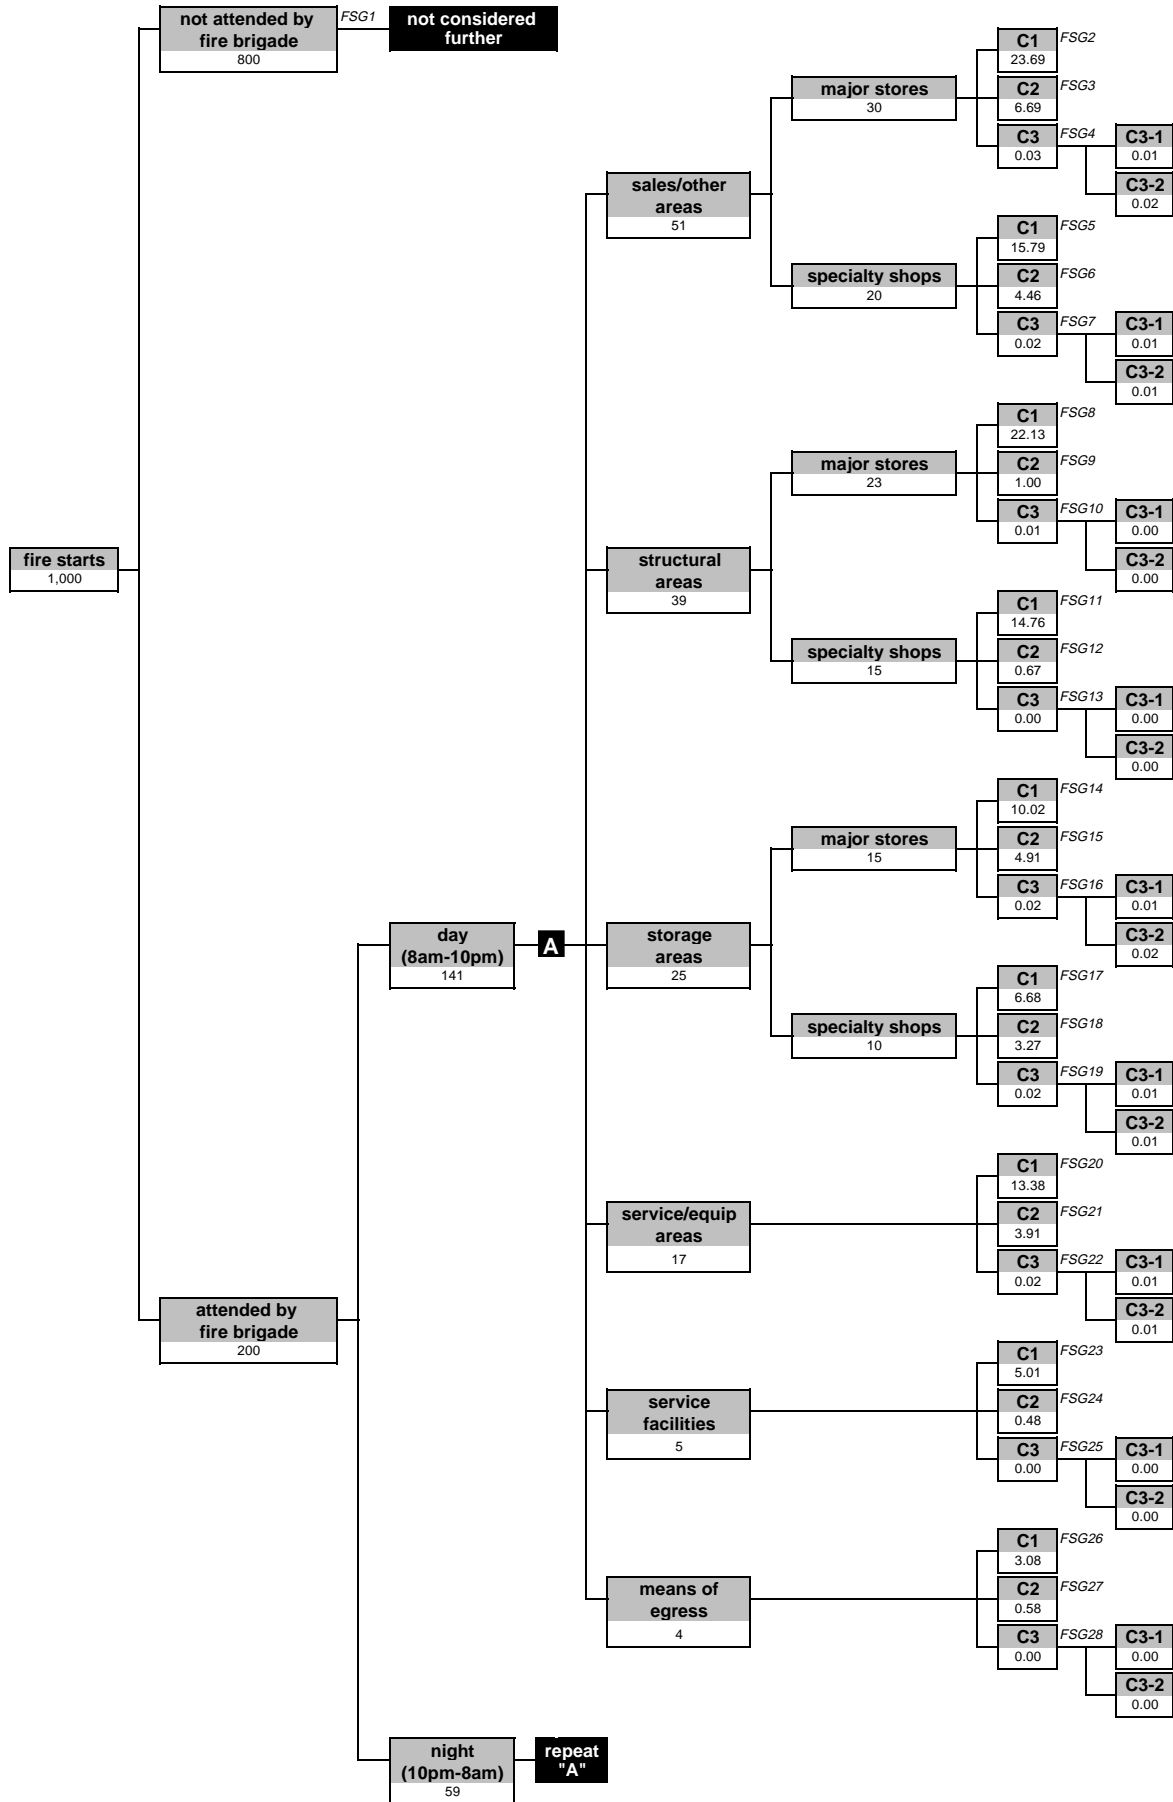 not attended by
fire brigade
800
FSG1
not considered
further
fire starts
1,000
attended by
fire brigade
200
day
(8am-10pm)
141
A
night
(10pm-8am)
59
repeat
"A"
sales/other
areas
51
major stores
30
C1
23.69
FSG2
C2
6.69
FSG3
C3
0.03
FSG4
C3-1
0.01
C3-2
0.02
specialty shops
20
C1
15.79
FSG5
C2
4.46
FSG6
C3
0.02
FSG7
C3-1
0.01
C3-2
0.01
structural
areas
39
major stores
23
C1
22.13
FSG8
C2
1.00
FSG9
C3
0.01
FSG10
C3-1
0.00
C3-2
0.00
specialty shops
15
C1
14.76
FSG11
C2
0.67
FSG12
C3
0.00
FSG13
C3-1
0.00
C3-2
0.00
storage
areas
25
major stores
15
C1
10.02
FSG14
C2
4.91
FSG15
C3
0.02
FSG16
C3-1
0.01
C3-2
0.02
specialty shops
10
C1
6.68
FSG17
C2
3.27
FSG18
C3
0.02
FSG19
C3-1
0.01
C3-2
0.01
service/equip
areas
17
C1
13.38
FSG20
C2
3.91
FSG21
C3
0.02
FSG22
C3-1
0.01
C3-2
0.01
service
facilities
5
C1
5.01
FSG23
C2
0.48
FSG24
C3
0.00
FSG25
C3-1
0.00
C3-2
0.00
means of
egress
4
C1
3.08
FSG26
C2
0.58
FSG27
C3
0.00
FSG28
C3-1
0.00
C3-2
0.00